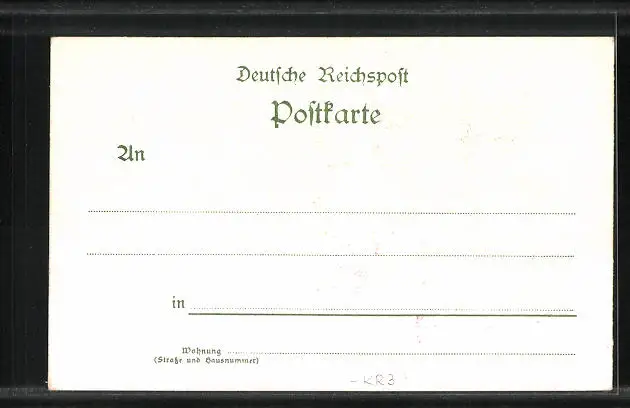 Deutſche Reichspoſt
Poſtkarte
An
in
Wohnung
(Straße und Hausnummer)
- KR3